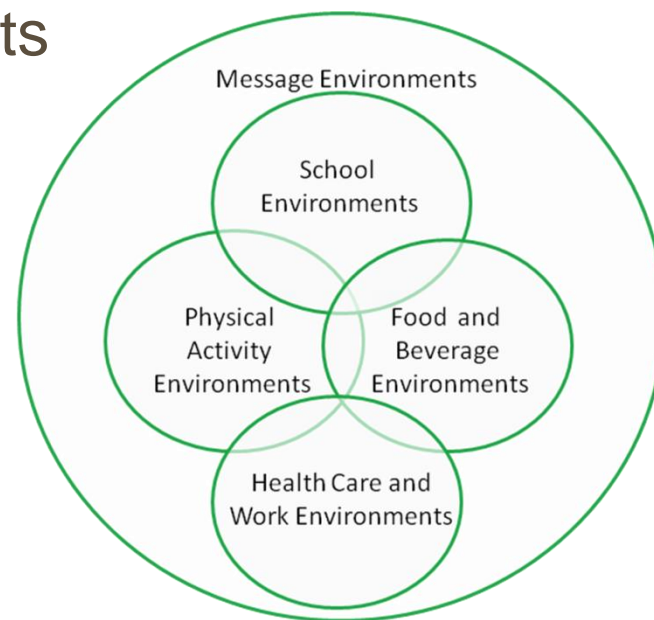 ts
Message Environments
School
Environments
Physical
Activity
Environments
Food and
Beverage
Environments
Health Care and
Work Environments